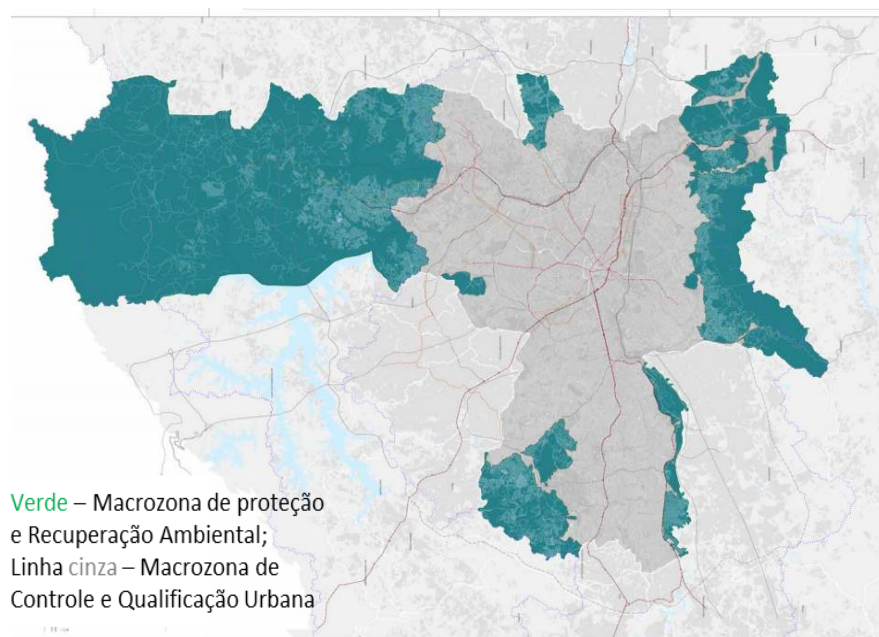 Verde – Macrozona de proteção
e Recuperação Ambiental;
Linha cinza – Macrozona de
Controle e Qualificação Urbana